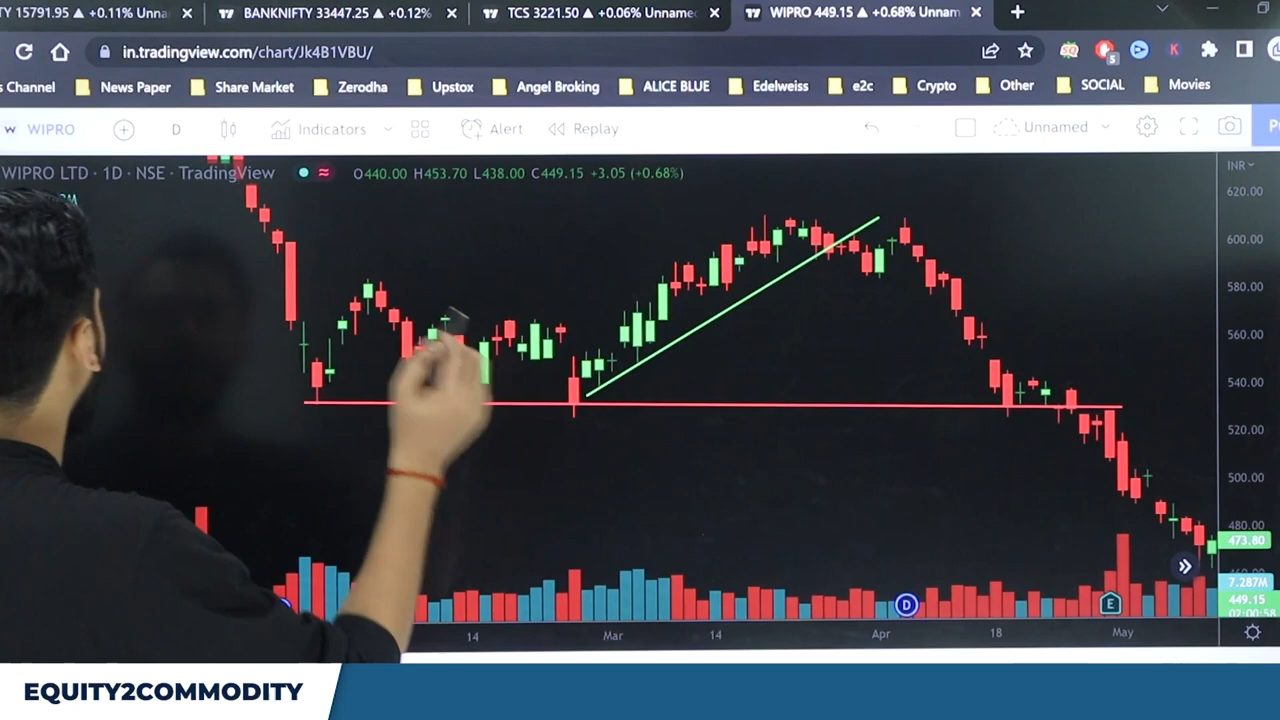 TY 15791.95 ▲ +0.11% Unna
BANKNIFTY 33447.25 ▲ +0.12%
TCS 3221.50 ▲ +0.06% Unname
WIPRO 449.15 ▲ +0.68% Unnam
in.tradingview.com/chart/Jk4B1VBU/
SQ
5
K
s Channel
News Paper
Share Market
Zerodha
Upstox
Angel Broking
ALICE BLUE
Edelweiss
e2c
Crypto
Other
SOCIAL
Movies
W WIPRO
D
Indicators
Alert
Replay
Unnamed
WIPRO LTD · 1D · NSE · TradingView
O440.00 H453.70 L438.00 C449.15 +3.05 (+0.68%)
INR
620.00
600.00
580.00
560.00
540.00
520.00
500.00
480.00
473.80
7.287M
449.15
02:00:58
D
E
14
Mar
14
Apr
18
May
EQUITY2COMMODITY